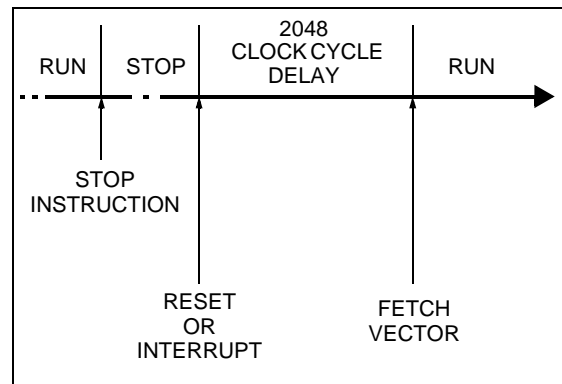 2048
CLOCK CYCLE
DELAY
RUN
STOP
RUN
STOP
INSTRUCTION
RESET
OR
INTERRUPT
FETCH
VECTOR